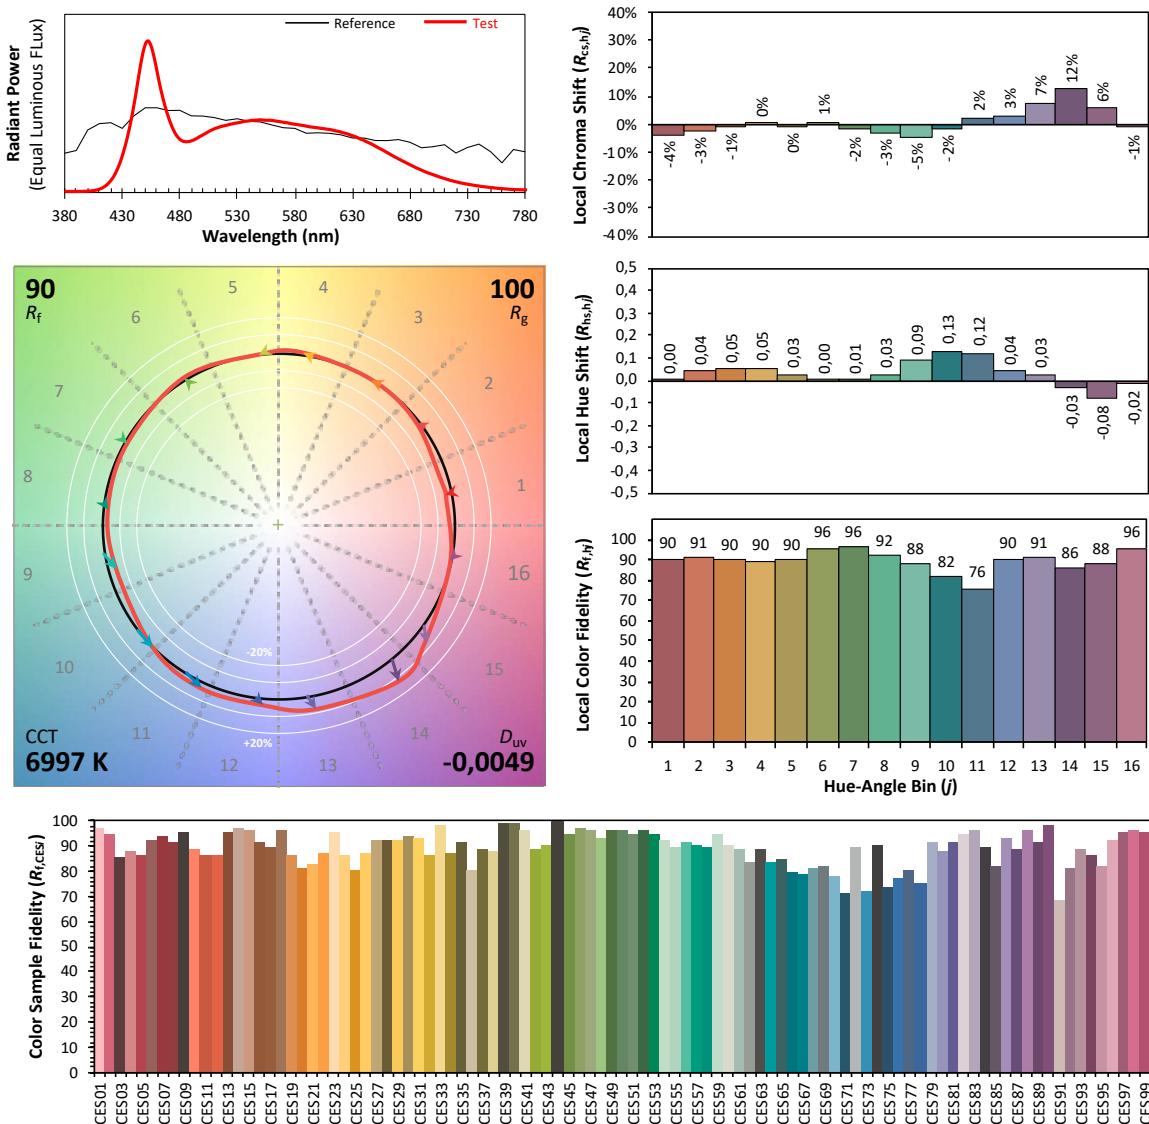 Radiant Power
(Equal Luminous FLux)
Reference
Test
380 430 480 530 580 630 680 730 780
Wavelength (nm)
Local Chroma Shift (Rcs,hj)
40%
30%
20%
10%
0%
-10%
-20%
-30%
-40%
-4% -3% -1% 0% 0% 1% -2% -3% -5% -2% 2% 3% 7% 12% 6% -1%
90
Rf
100
Rg
5 4
6 3
7 2
8 1
9 16
10 15
11 14
12 13
-20%
+20%
CCT
6997 K
Duv
-0,0049
Local Hue Shift (Rhs,hj)
0,5
0,4
0,3
0,2
0,1
0,0
-0,1
-0,2
-0,3
-0,4
-0,5
0,00 0,04 0,05 0,05 0,03 0,00 0,01 0,03 0,09 0,13 0,12 0,04 0,03 -0,03 -0,08 -0,02
Local Color Fidelity (Rf,hj)
100
90
80
70
60
50
40
30
20
10
0
90 91 90 90 90 96 96 92 88 82 76 90 91 86 88 96
1 2 3 4 5 6 7 8 9 10 11 12 13 14 15 16
Hue-Angle Bin (j)
Color Sample Fidelity (Rf,CESi)
100
90
80
70
60
50
40
30
20
10
0
CES01 CES03 CES05 CES07 CES09 CES11 CES13 CES15 CES17 CES19 CES21 CES23 CES25 CES27 CES29 CES31 CES33 CES35 CES37 CES39 CES41 CES43 CES45 CES47 CES49 CES51 CES53 CES55 CES57 CES59 CES61 CES63 CES65 CES67 CES69 CES71 CES73 CES75 CES77 CES79 CES81 CES83 CES85 CES87 CES89 CES91 CES93 CES95 CES97 CES99